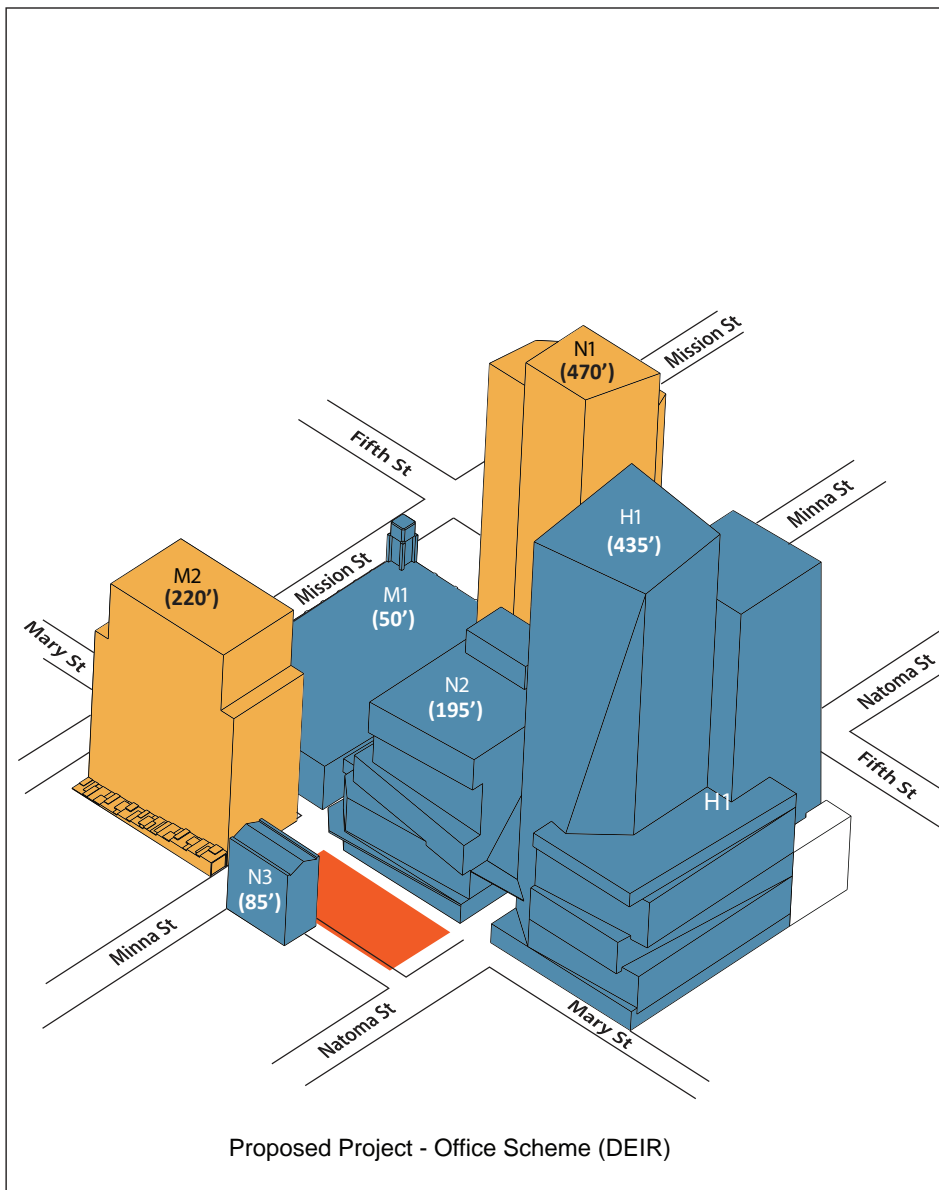 N1
(470’)
Mission St
Fifth St
H1
(435’)
Minna St
Mission St
M2
(220’)
M1
(50’)
Mary St
N2
(195’)
Natoma St
Fifth St
H1
N3
(85’)
Minna St
Natoma St
Mary St
Proposed Project - Office Scheme (DEIR)